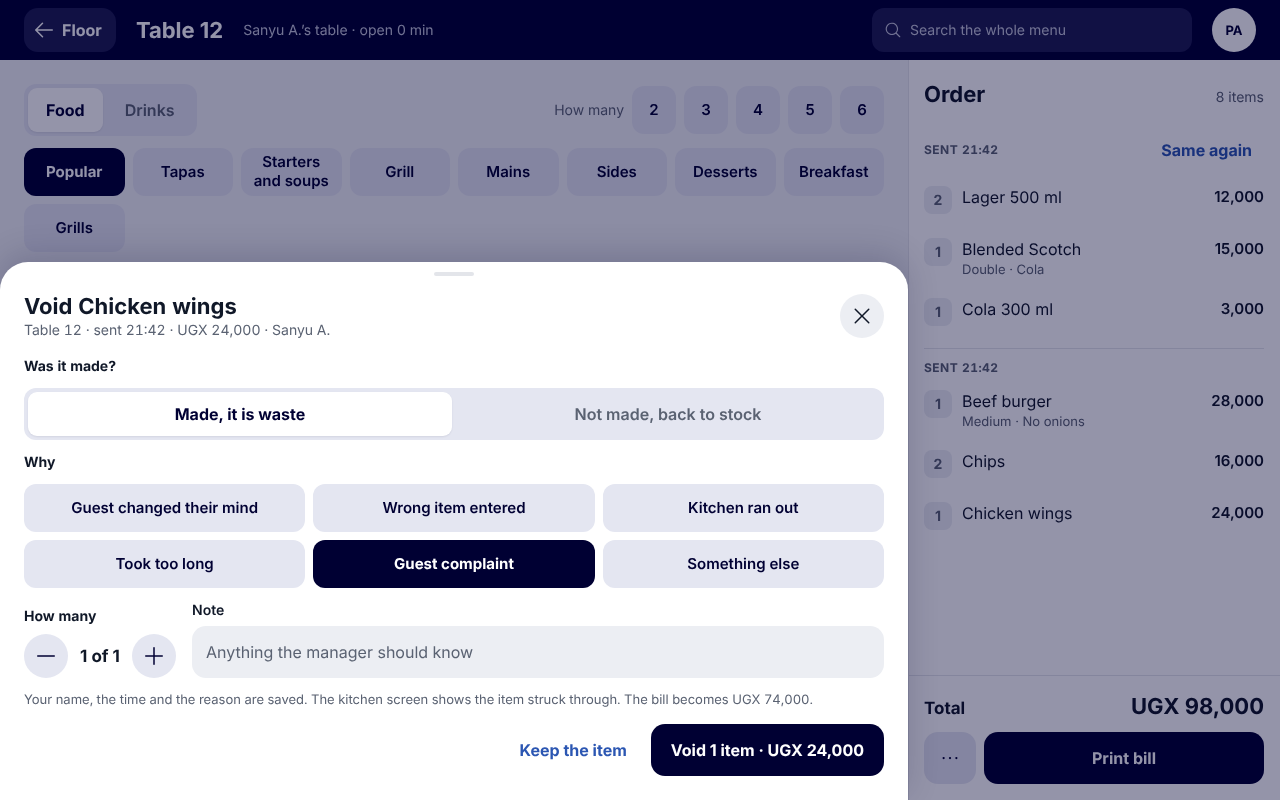 Floor
Table 12
Sanyu A.'s table · open 0 min
Search the whole menu
PA
Food
Drinks
How many
2
3
4
5
6
Popular
Tapas
Starters
and soups
Grill
Mains
Sides
Desserts
Breakfast
Grills
Void Chicken wings
Table 12 · sent 21:42 · UGX 24,000 · Sanyu A.
Was it made?
Made, it is waste
Not made, back to stock
Why
Guest changed their mind
Wrong item entered
Kitchen ran out
Took too long
Guest complaint
Something else
How many
1 of 1
Note
Anything the manager should know
Your name, the time and the reason are saved. The kitchen screen shows the item struck through. The bill becomes UGX 74,000.
Keep the item
Void 1 item · UGX 24,000
Order
8 items
SENT 21:42
Same again
2 Lager 500 ml 12,000
1 Blended Scotch 15,000
Double · Cola
1 Cola 300 ml 3,000
SENT 21:42
1 Beef burger 28,000
Medium · No onions
2 Chips 16,000
1 Chicken wings 24,000
Total UGX 98,000
...
Print bill